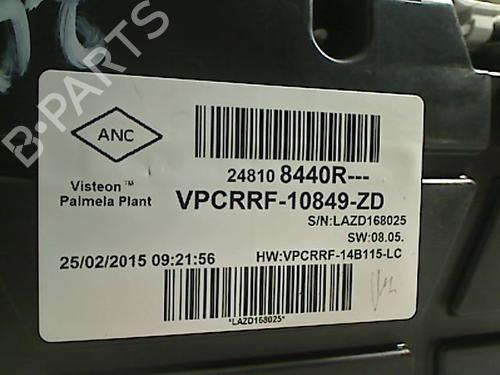 ANC
24810 8440R---
Visteon™
Palmela Plant
VPCRRF-10849-ZD
S/N:LAZD168025
SW:08.05.
25/02/2015 09:21:56
HW:VPCRRF-14B115-LC
*LAZD168025*
B-PARTS